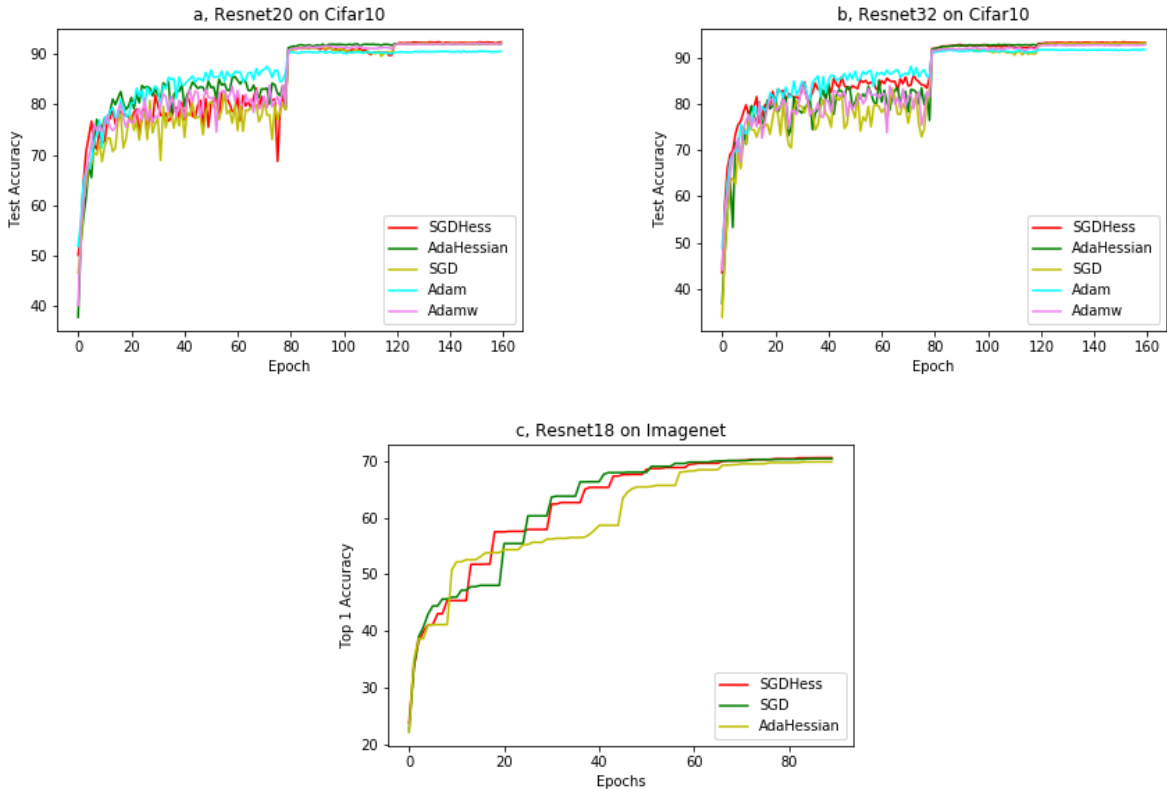 a, Resnet20 on Cifar10
Test Accuracy
90
80
70
60
50
40
SGDHess
AdaHessian
SGD
Adam
Adamw
0 20 40 60 80 100 120 140 160
Epoch
b, Resnet32 on Cifar10
Test Accuracy
90
80
70
60
50
40
SGDHess
AdaHessian
SGD
Adam
Adamw
0 20 40 60 80 100 120 140 160
Epoch
c, Resnet18 on Imagenet
Top 1 Accuracy
70
60
50
40
30
20
SGDHess
SGD
AdaHessian
0 20 40 60 80
Epochs